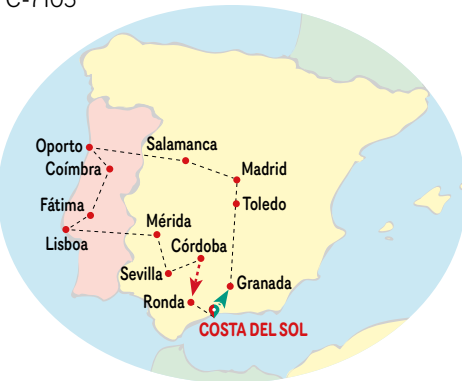 C-7105
Oporto
Salamanca
Coímbra
Madrid
Fátima
Toledo
Mérida
Lisboa
Córdoba
Sevilla
Granada
Ronda
COSTA DEL SOL